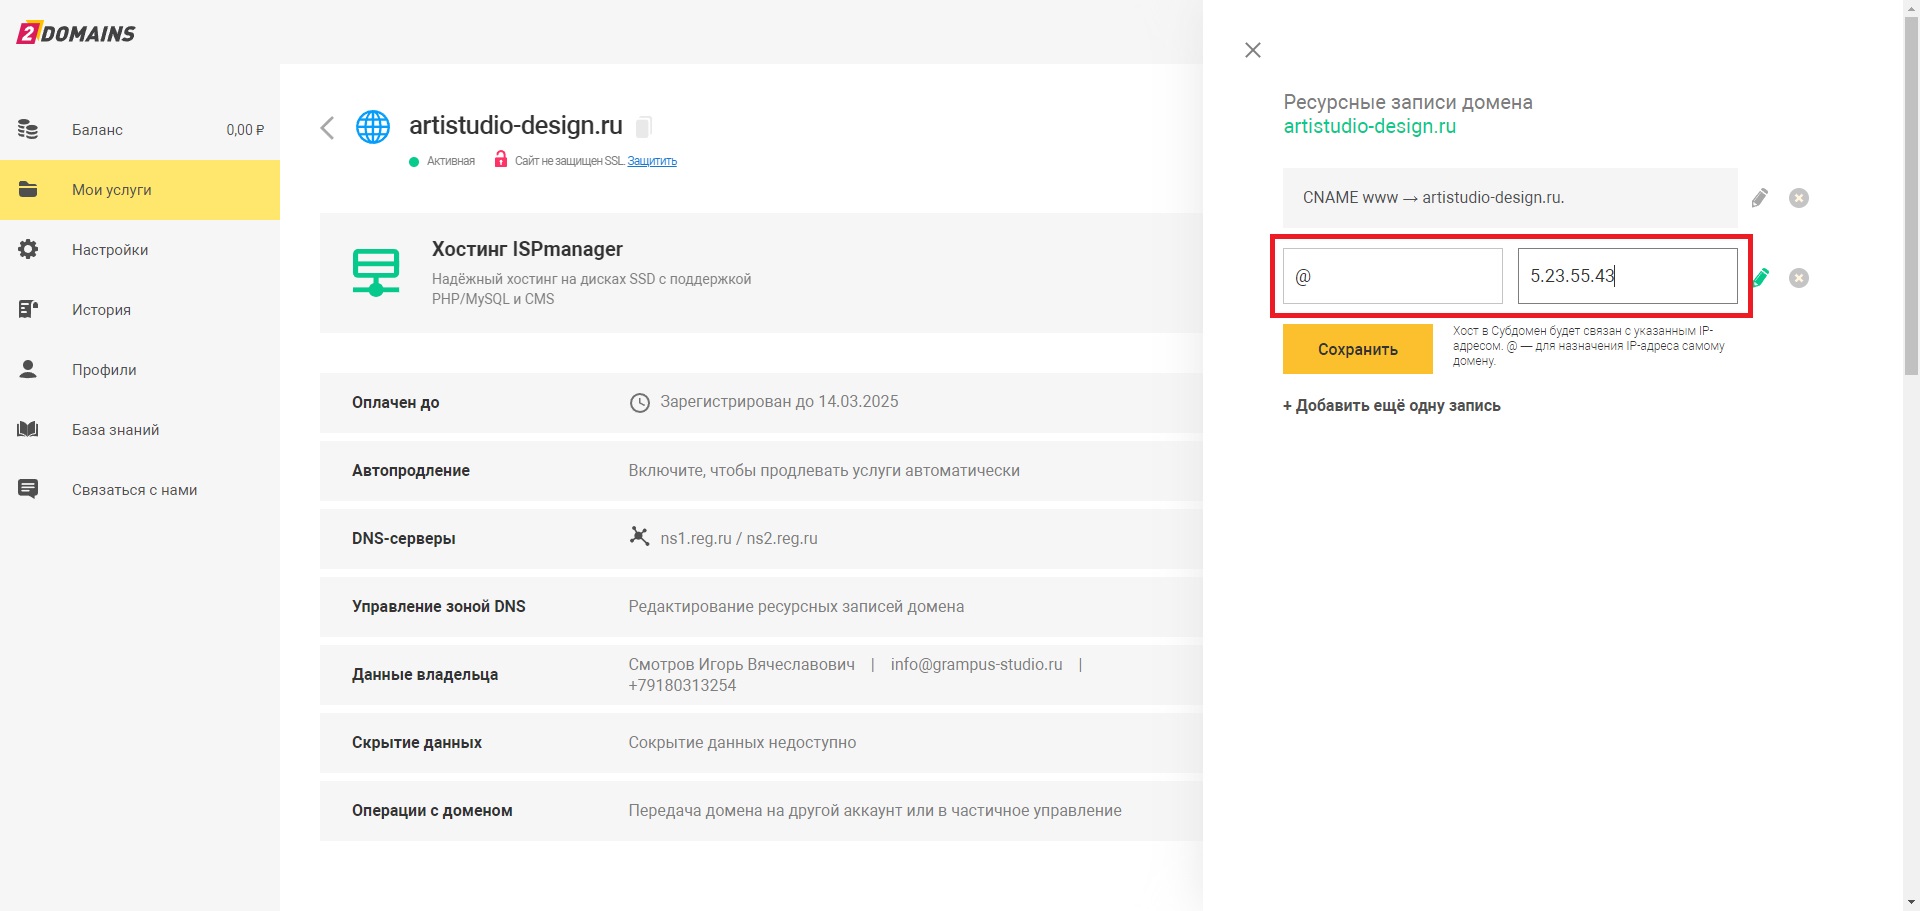 2DOMAINS
Баланс 0,00 ₽
Мои услуги
Настройки
История
Профили
База знаний
Связаться с нами
artistudio-design.ru
Активная Сайт не защищен SSL. Защитить
Хостинг ISPmanager
Надёжный хостинг на дисках SSD с поддержкой
PHP/MySQL и CMS
Оплачен до Зарегистрирован до 14.03.2025
Автопродление Включите, чтобы продлевать услуги автоматически
DNS-серверы ns1.reg.ru / ns2.reg.ru
Управление зоной DNS Редактирование ресурсных записей домена
Данные владельца Смотров Игорь Вячеславович | info@grampus-studio.ru |
+79180313254
Скрытие данных Сокрытие данных недоступно
Операции с доменом Передача домена на другой аккаунт или в частичное управление
Ресурсные записи домена
artistudio-design.ru
CNAME www → artistudio-design.ru.
@ 5.23.55.43
Сохранить
Хост в Субдомен будет связан с указанным IP-
адресом. @ — для назначения IP-адреса самому
домену.
+ Добавить ещё одну запись